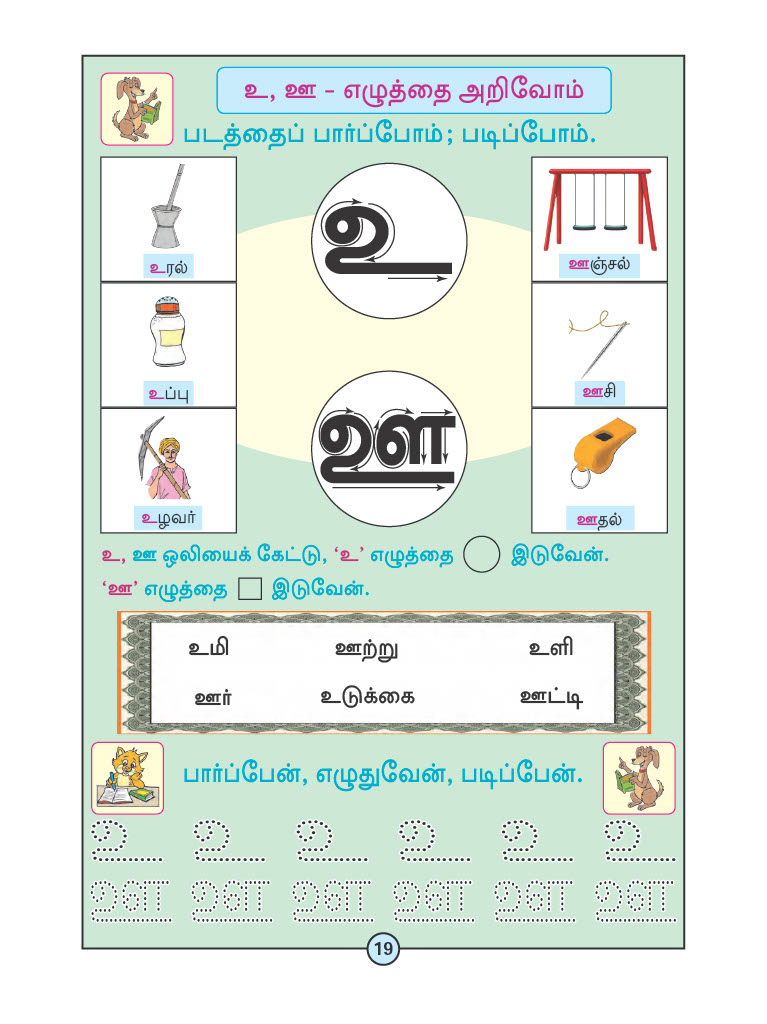 உ, ஊ – எழுத்தை அறிவோம்
படத்தைப் பார்ப்போம்; படிப்போம்.
உரல்
உப்பு
உழவர்
உ
ஊ
ஊஞ்சல்
ஊசி
ஊதல்
உ, ஊ ஒலியைக் கேட்டு, ‘உ’ எழுத்தை இடுவேன்.
‘ஊ’ எழுத்தை இடுவேன்.
உமி ஊற்று உளி
ஊர் உடுக்கை ஊட்டி
பார்ப்பேன், எழுதுவேன், படிப்பேன்.
உ உ உ உ உ உ
ஊ ஊ ஊ ஊ ஊ ஊ
19